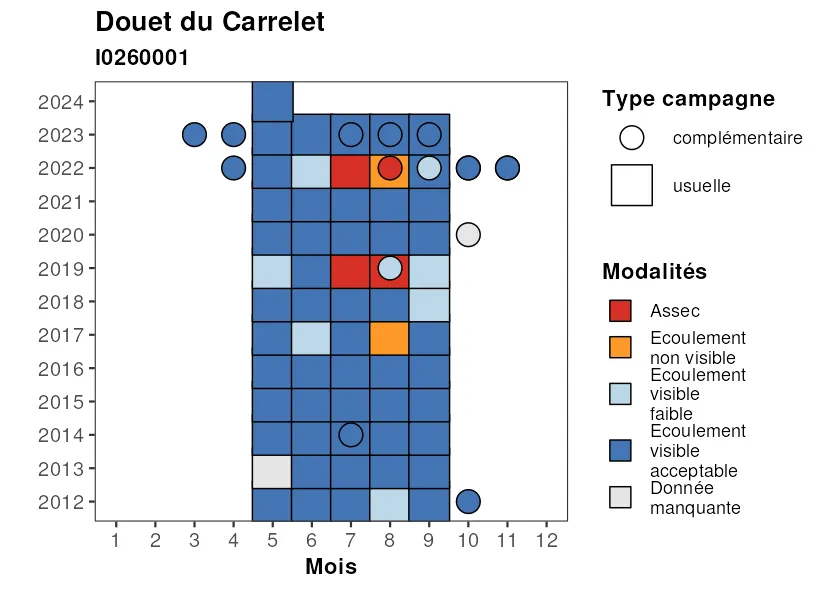 Douet du Carrelet
I0260001
2024
2023
2022
2021
2020
2019
2018
2017
2016
2015
2014
2013
2012
1 2 3 4 5 6 7 8 9 10 11 12
Mois
Type campagne
complémentaire
usuelle
Modalités
Assec
Ecoulement
non visible
Ecoulement
visible
faible
Ecoulement
visible
acceptable
Donnée
manquante